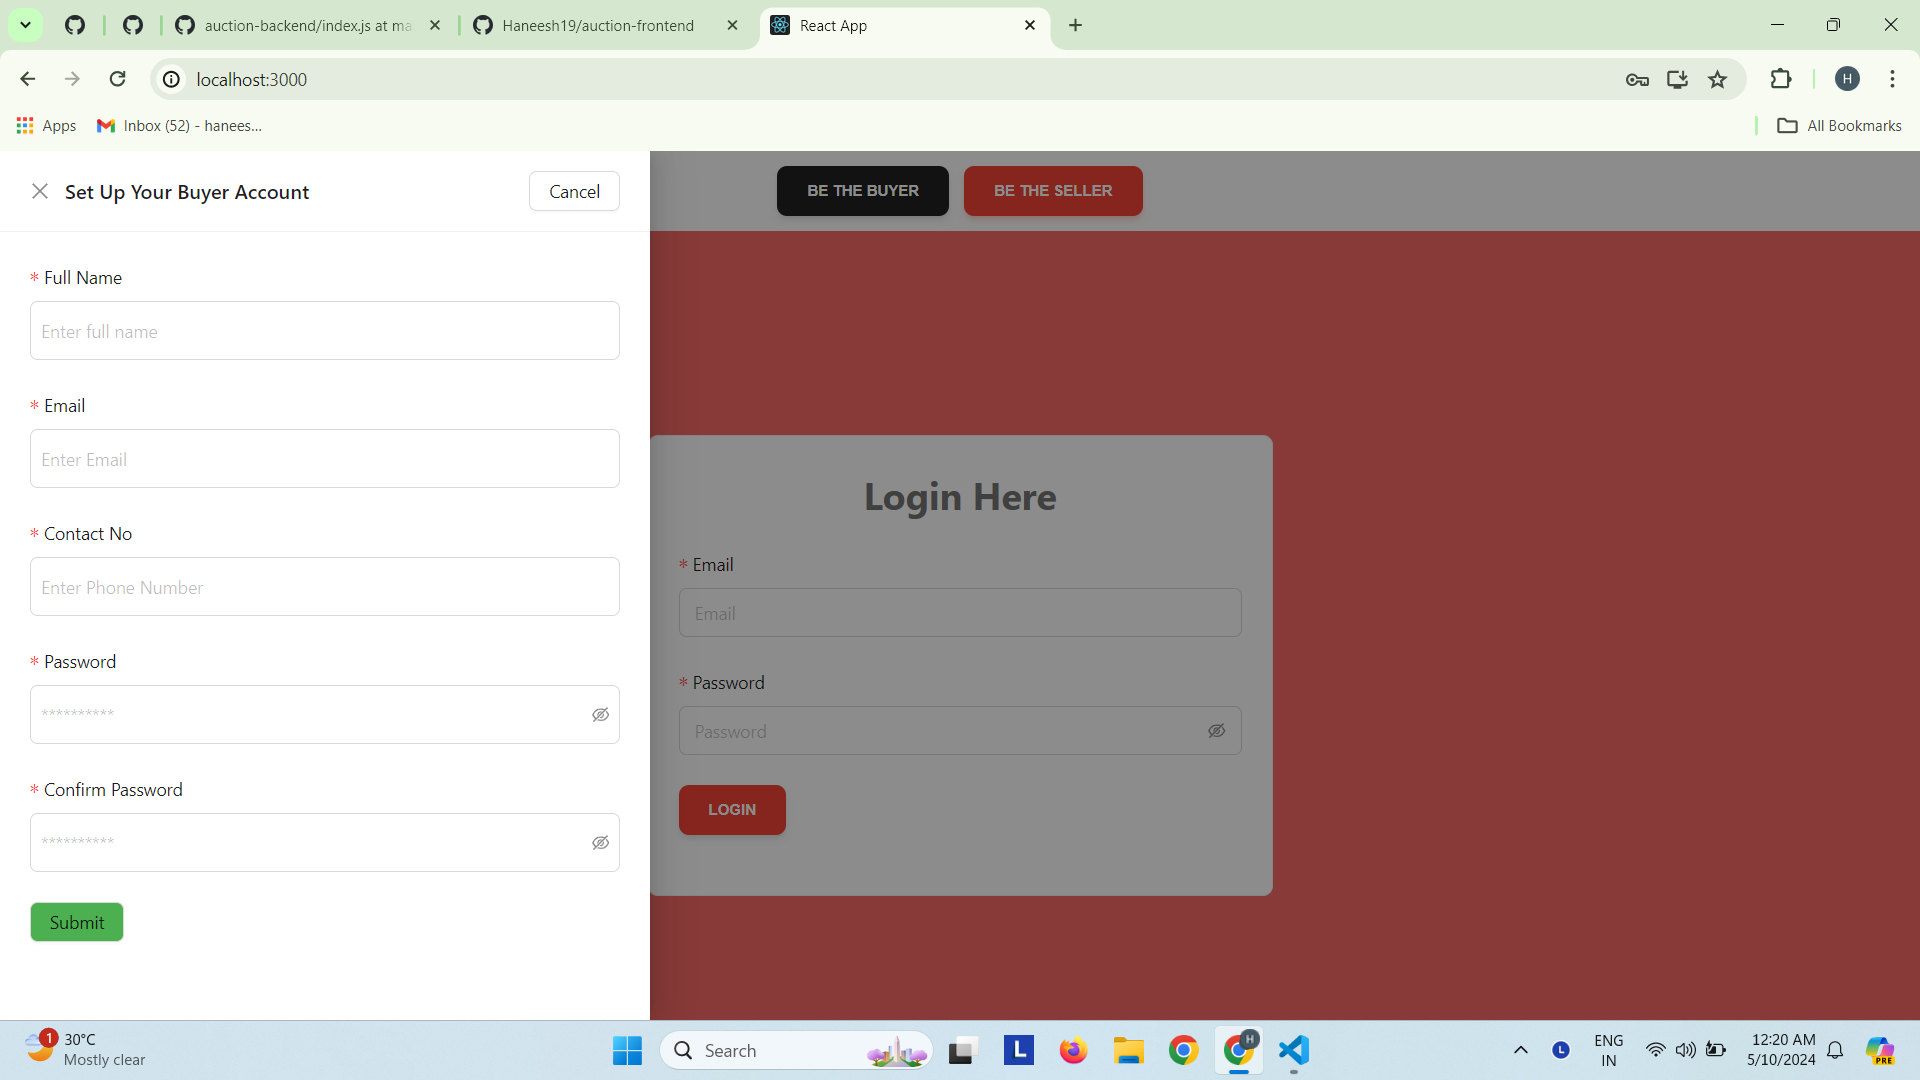 auction-backend/index.js at ma
Haneesh19/auction-frontend
React App
localhost:3000
H
Apps
Inbox (52) - hanees...
All Bookmarks
Set Up Your Buyer Account
Cancel
BE THE BUYER
BE THE SELLER
* Full Name
Enter full name
* Email
Enter Email
* Contact No
Enter Phone Number
* Password
**********
* Confirm Password
**********
Submit
Login Here
* Email
Email
* Password
Password
LOGIN
1
30°C
Mostly clear
Search
L
H
L
ENG
IN
12:20 AM
5/10/2024
PRE